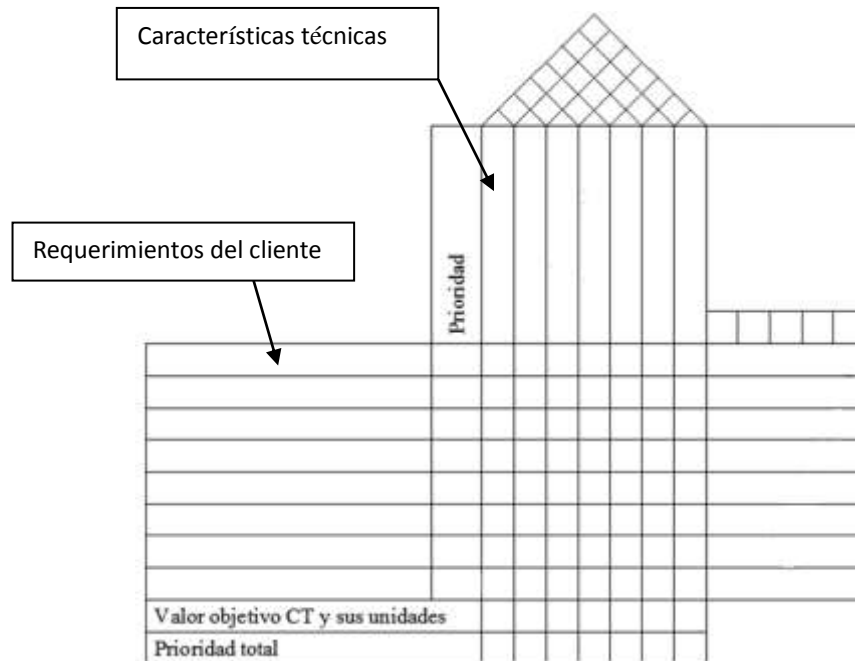 Características técnicas
Requerimientos del cliente
Prioridad
Valor objetivo CT y sus unidades
Prioridad total